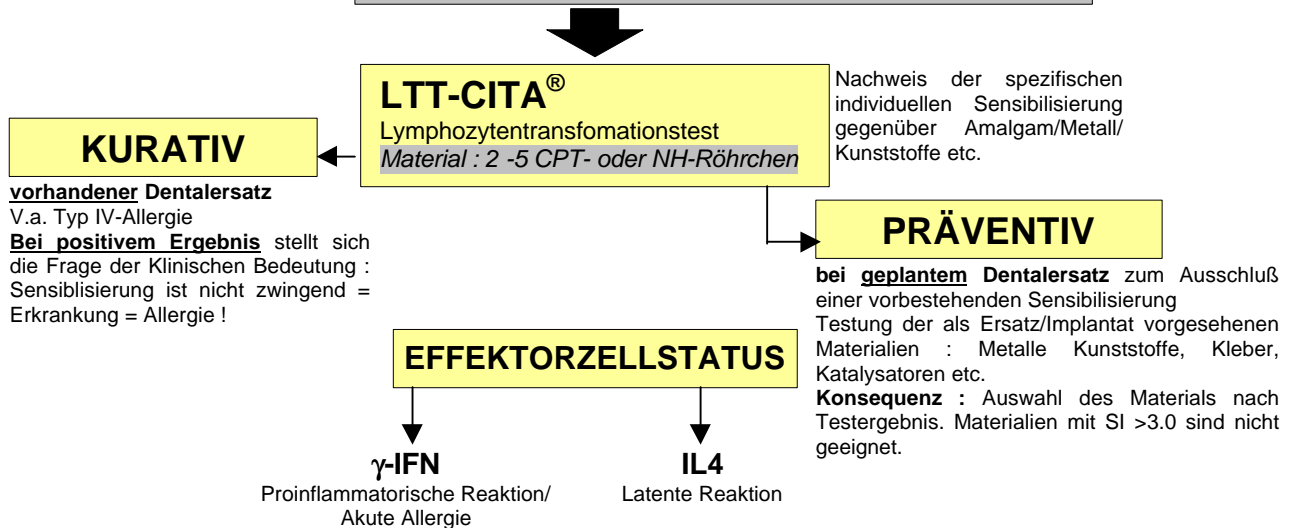 LTT-CITA®
Lymphozytentransfomationstest
Material : 2 -5 CPT- oder NH-Röhrchen
Nachweis der spezifischen
individuellen Sensibilisierung
gegenüber Amalgam/Metall/
Kunststoffe etc.
KURATIV
vorhandener Dentalersatz
V.a. Typ IV-Allergie
Bei positivem Ergebnis stellt sich
die Frage der Klinischen Bedeutung :
Sensiblisierung ist nicht zwingend =
Erkrankung = Allergie !
PRÄVENTIV
bei geplantem Dentalersatz zum Ausschluß
einer vorbestehenden Sensibilisierung
Testung der als Ersatz/Implantat vorgesehenen
Materialien : Metalle Kunststoffe, Kleber,
Katalysatoren etc.
Konsequenz : Auswahl des Materials nach
Testergebnis. Materialien mit SI >3.0 sind nicht
geeignet.
EFFEKTORZELLSTATUS
γ-IFN
Proinflammatorische Reaktion/
Akute Allergie
IL4
Latente Reaktion